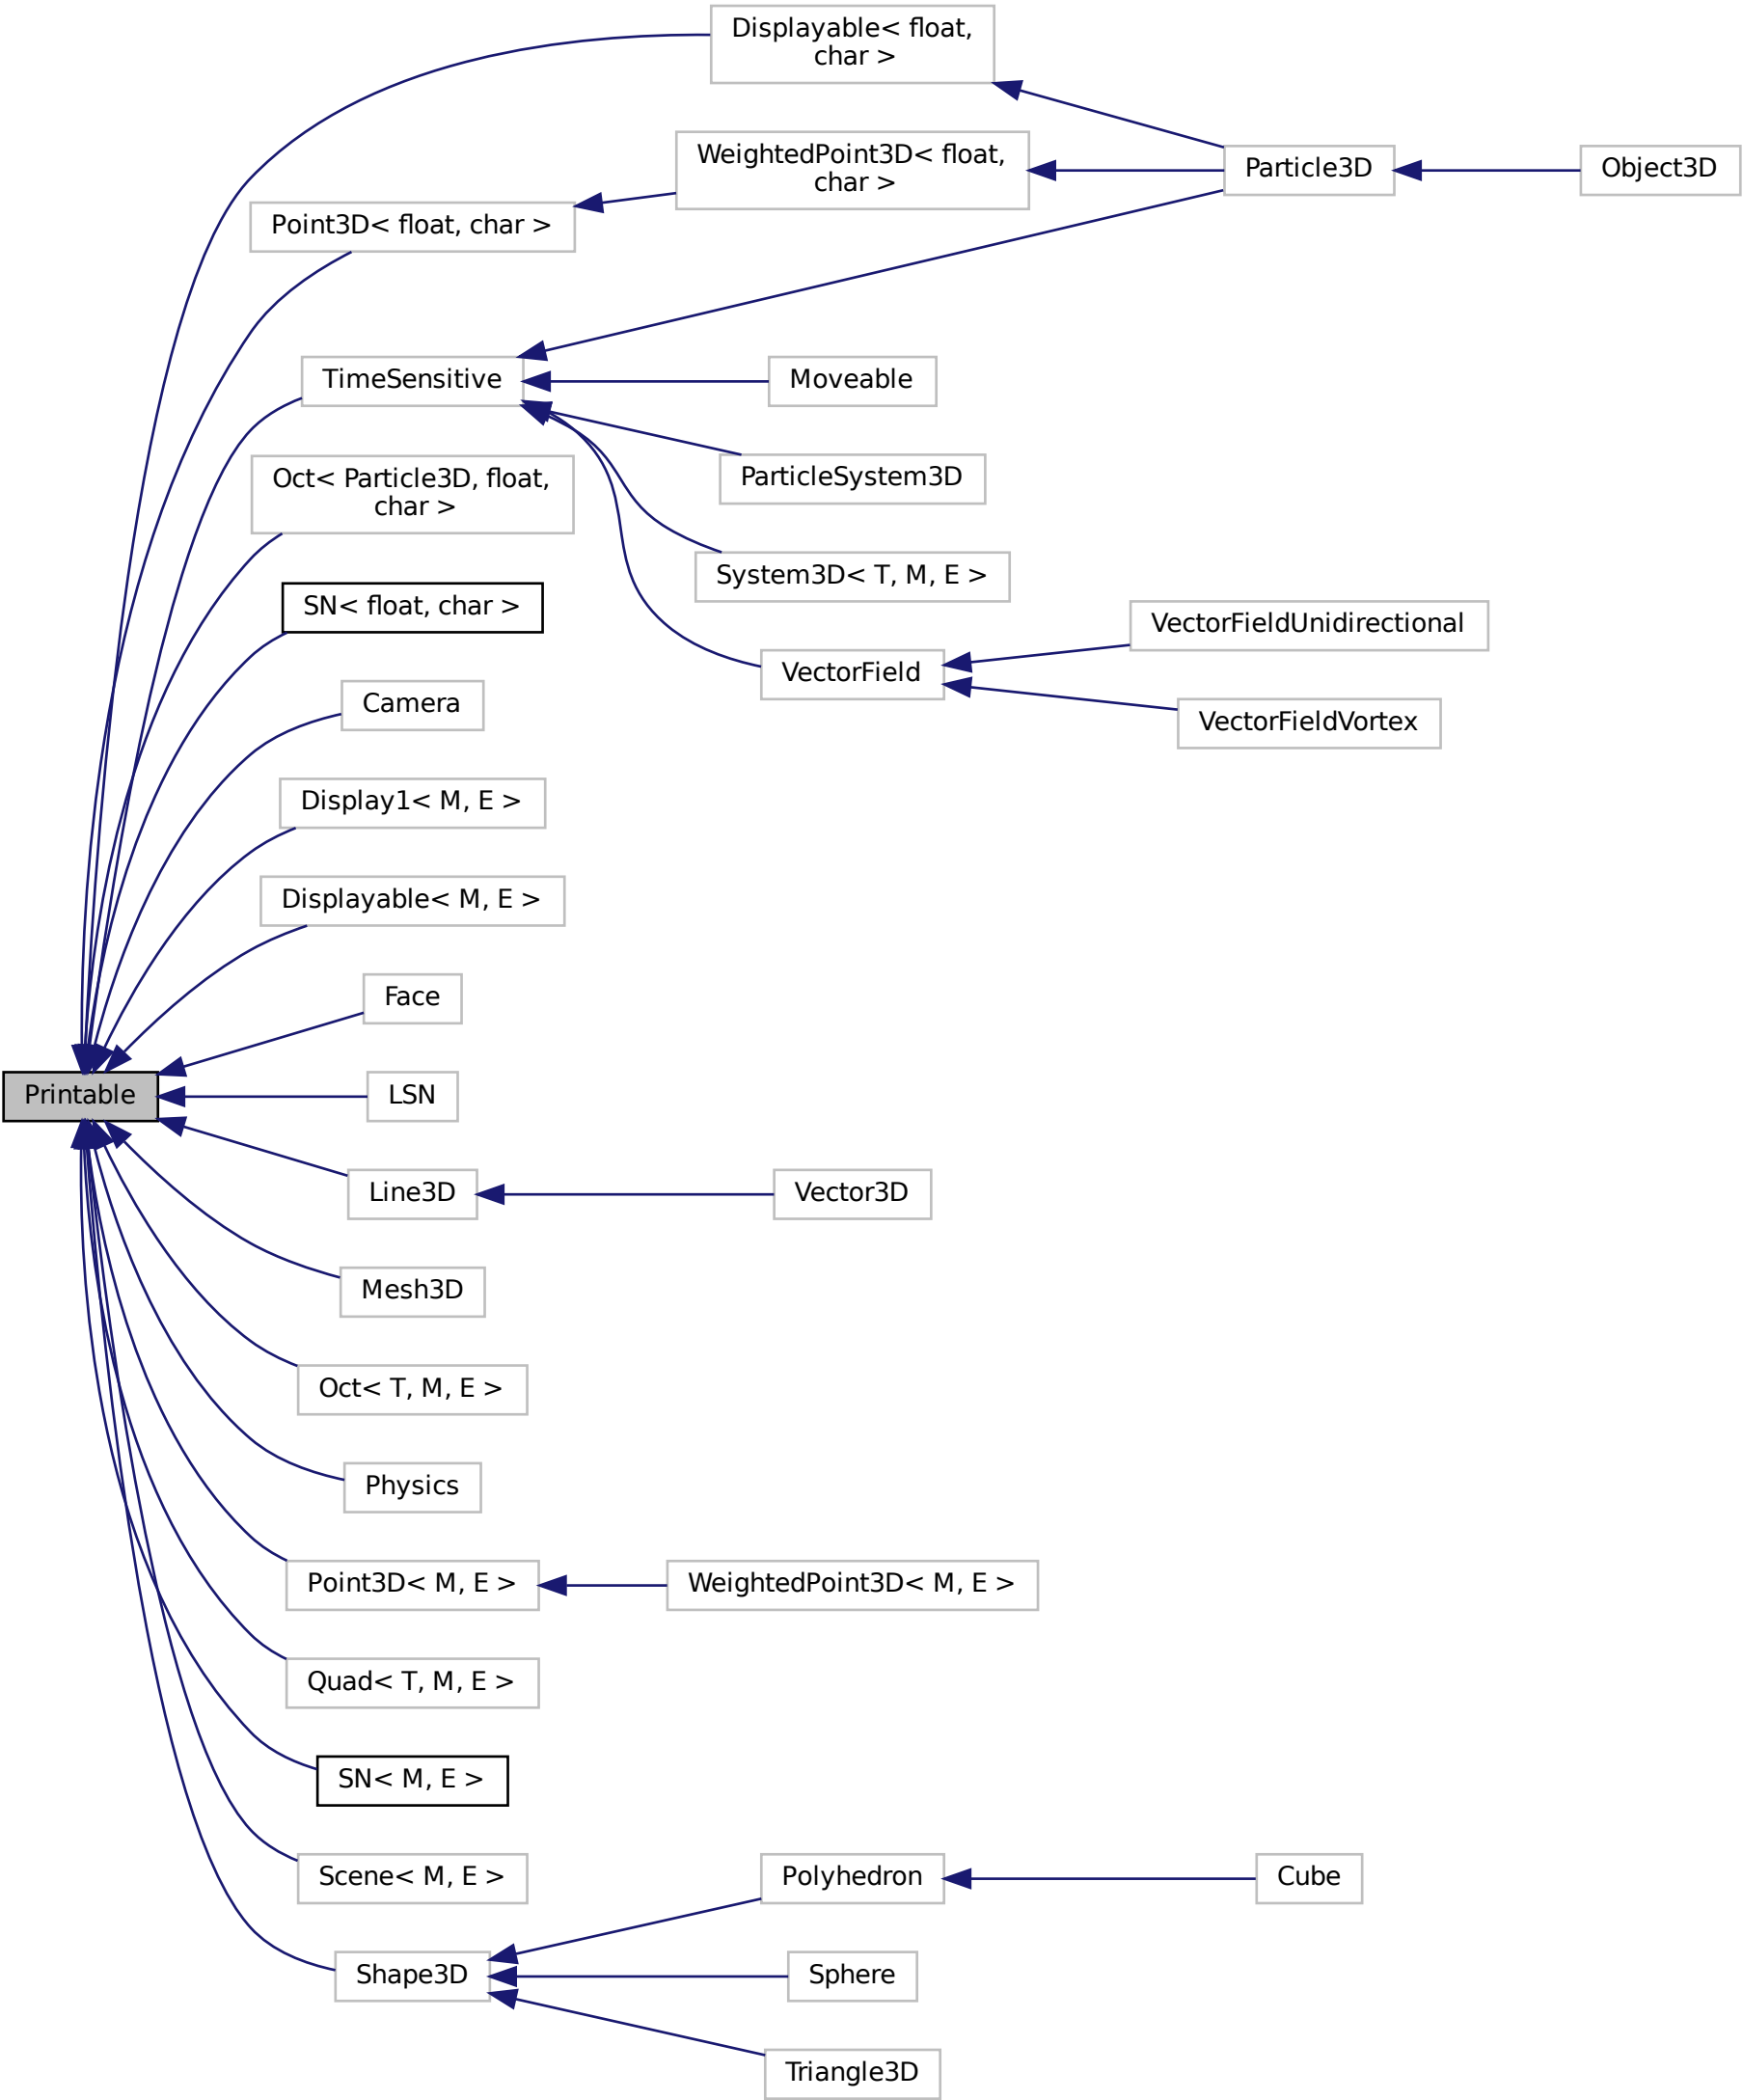 Displayable< float,
char >
WeightedPoint3D< float,
char >
Particle3D
Object3D
Point3D< float, char >
TimeSensitive
Moveable
ParticleSystem3D
Oct< Particle3D, float,
char >
System3D< T, M, E >
SN< float, char >
VectorFieldUnidirectional
VectorField
Camera
VectorFieldVortex
Display1< M, E >
Displayable< M, E >
Face
Printable
LSN
Line3D
Vector3D
Mesh3D
Oct< T, M, E >
Physics
Point3D< M, E >
WeightedPoint3D< M, E >
Quad< T, M, E >
SN< M, E >
Scene< M, E >
Polyhedron
Cube
Shape3D
Sphere
Triangle3D